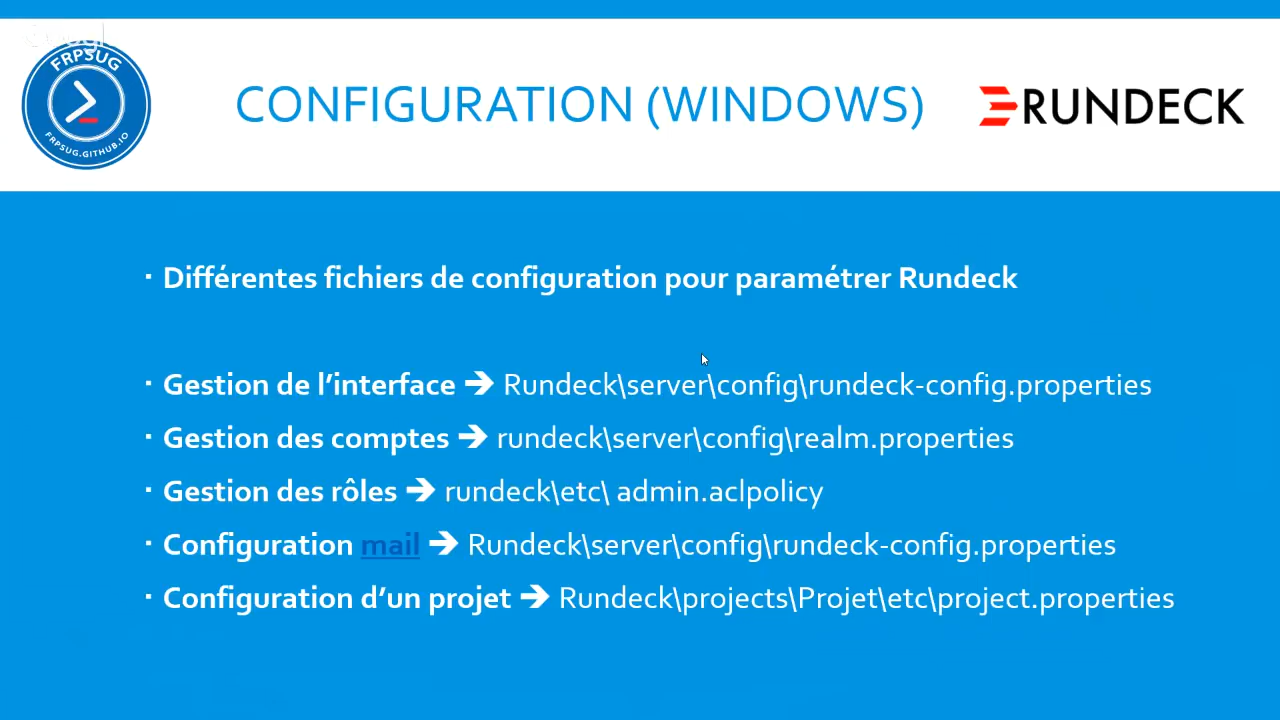 FRPSUG
FRPSUG.GITHUB.IO
CONFIGURATION (WINDOWS)
RUNDECK
▪ Différentes fichiers de configuration pour paramétrer Rundeck
▪ Gestion de l’interface ➔ Rundeck\server\config\rundeck-config.properties
▪ Gestion des comptes ➔ rundeck\server\config\realm.properties
▪ Gestion des rôles ➔ rundeck\etc\ admin.aclpolicy
▪ Configuration mail ➔ Rundeck\server\config\rundeck-config.properties
▪ Configuration d’un projet ➔ Rundeck\projects\Projet\etc\project.properties